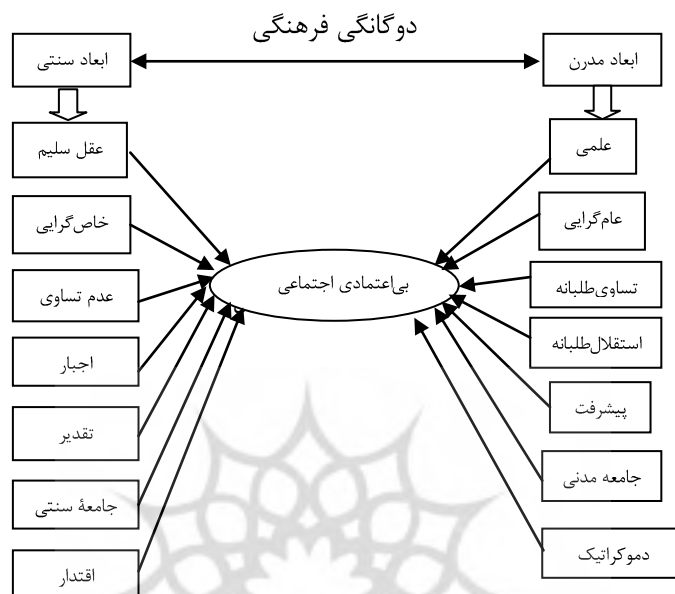 دوگانگی فرهنگی
ابعاد مدرن
ابعاد سنتی
علمی
عقل سلیم
عام‌گرایی
خاص‌گرایی
بی‌اعتمادی اجتماعی
تساوی‌طلبانه
عدم تساوی
استقلال‌طلبانه
اجبار
پیشرفت
تقدیر
جامعه مدنی
جامعۀ سنتی
دموکراتیک
اقتدار